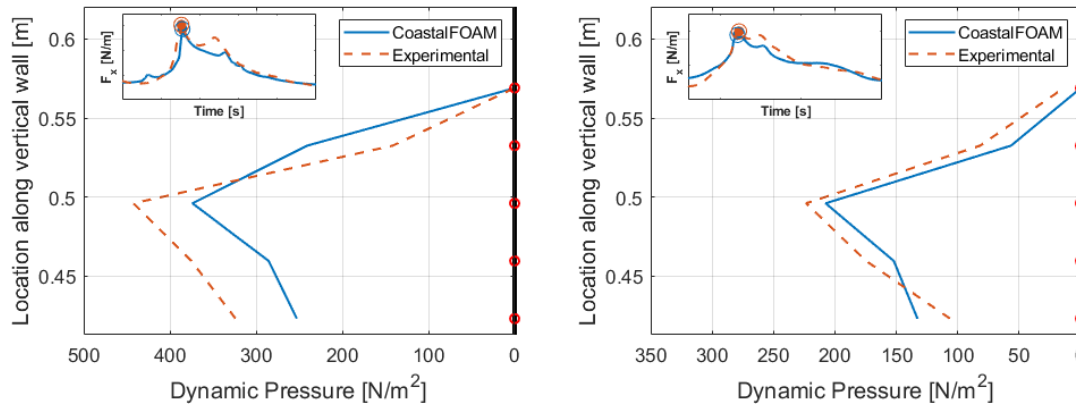 0.6
0.55
0.5
0.45
Location along vertical wall [m]
F_x [N/m]
Time [s]
CoastalFOAM
Experimental
500 400 300 200 100 0
Dynamic Pressure [N/m²]
0.6
0.55
0.5
0.45
Location along vertical wall [m]
F_x [N/m]
Time [s]
CoastalFOAM
Experimental
350 300 250 200 150 100 50 0
Dynamic Pressure [N/m²]